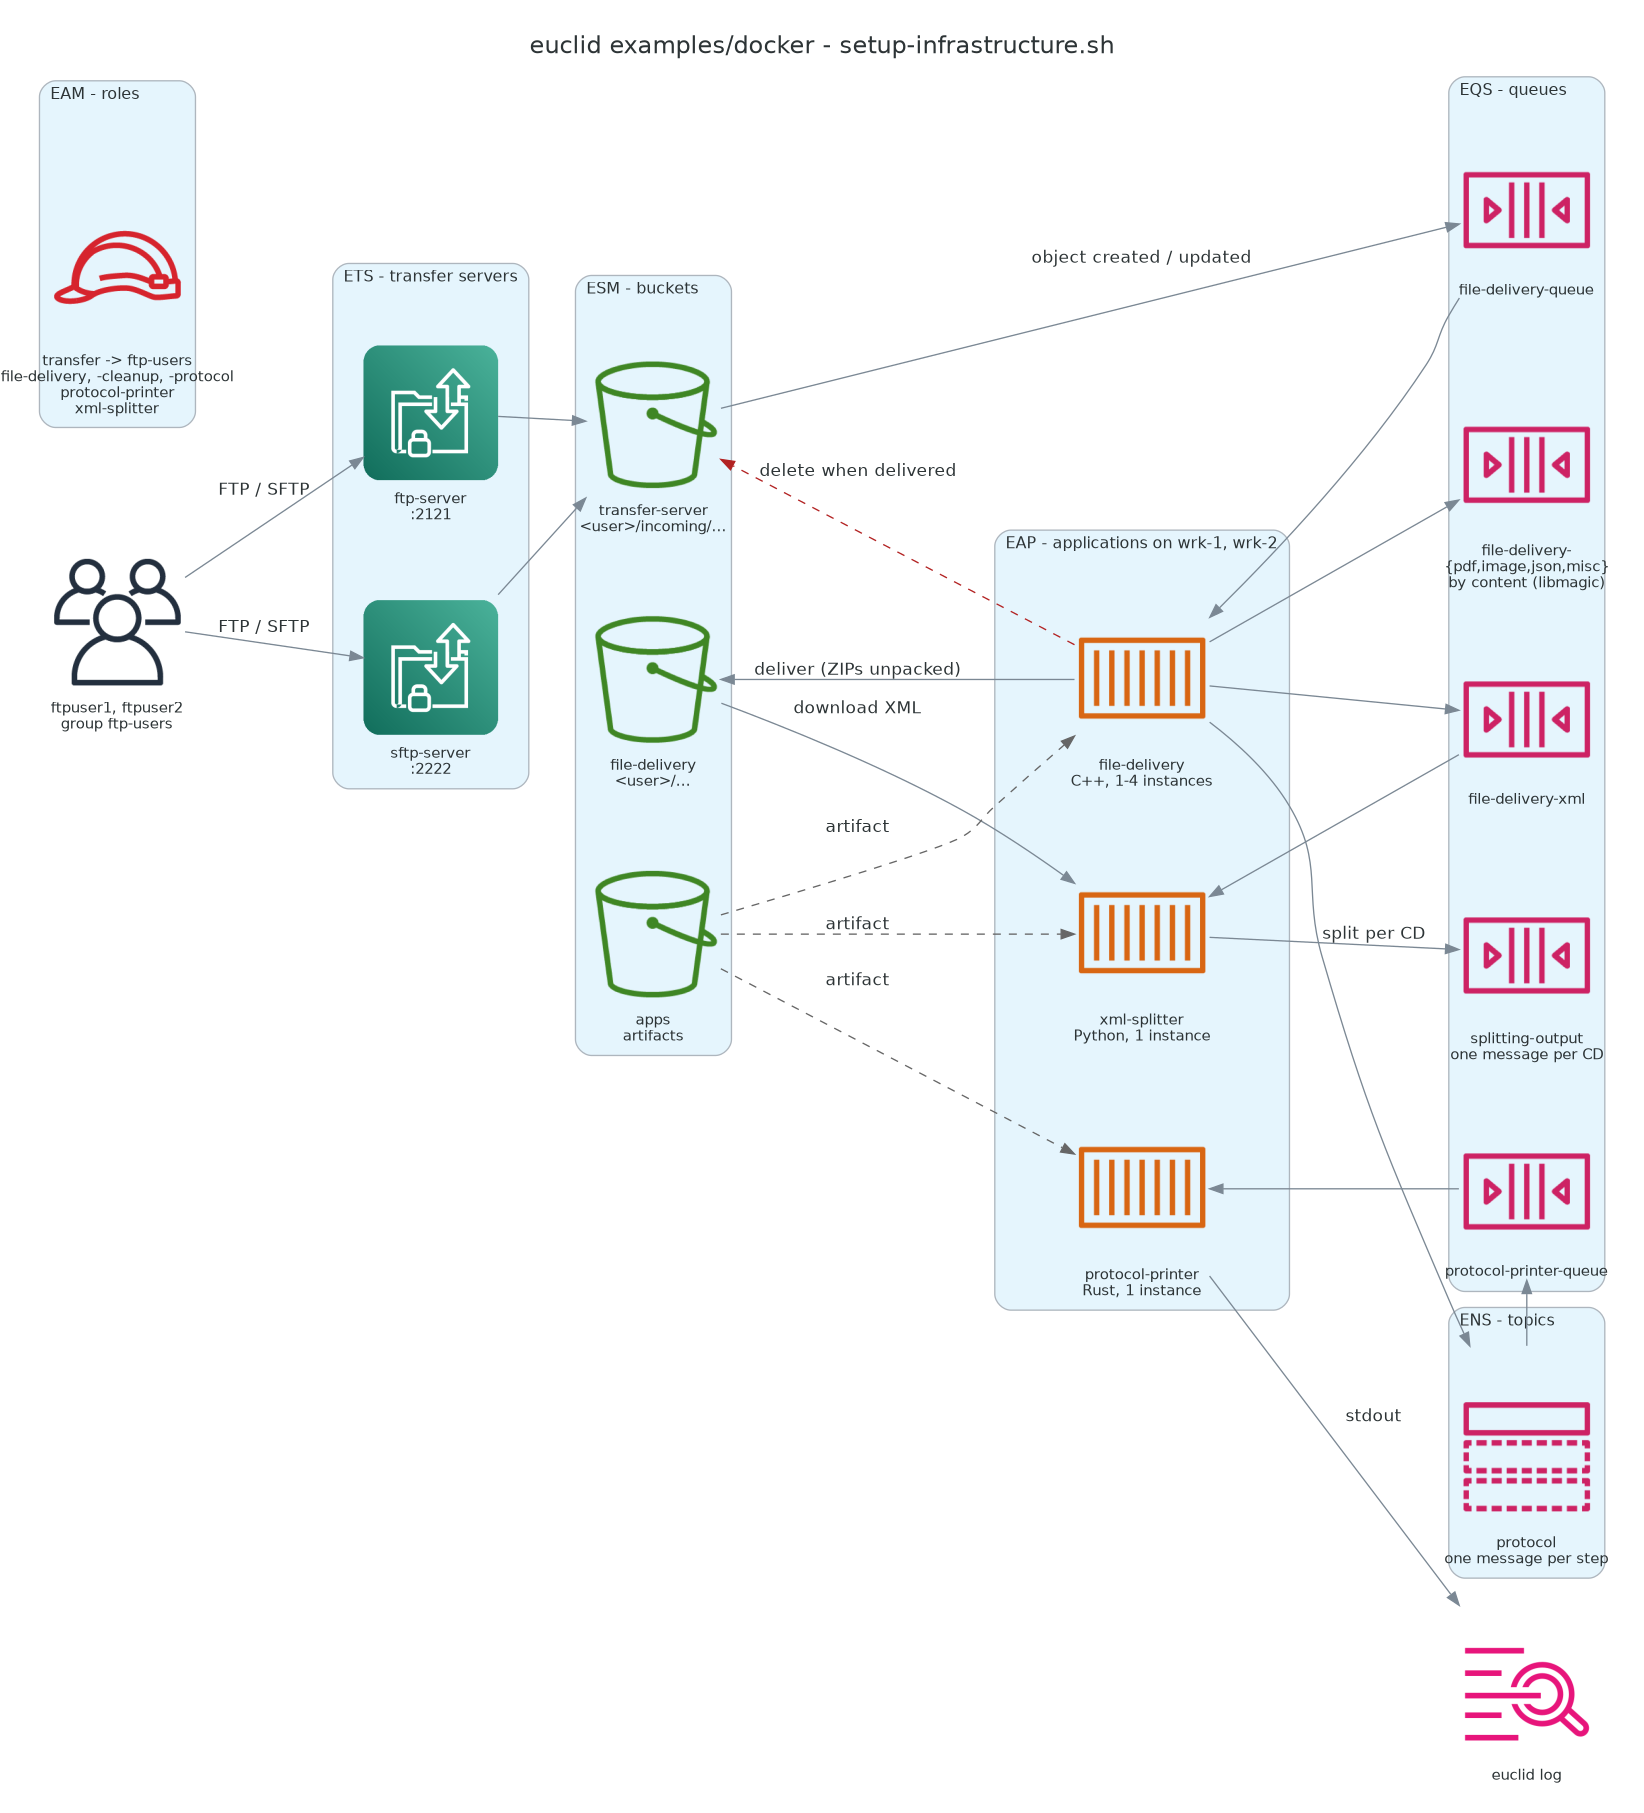 euclid examples/docker - setup-infrastructure.sh
EAM - roles
transfer -> ftp-users
file-delivery, -cleanup, -protocol
protocol-printer
xml-splitter
FTP / SFTP
FTP / SFTP
ftpuser1, ftpuser2
group ftp-users
ETS - transfer servers
ftp-server
:2121
sftp-server
:2222
ESM - buckets
transfer-server
<user>/incoming/...
file-delivery
<user>/...
apps
artifacts
object created / updated
delete when delivered
deliver (ZIPs unpacked)
download XML
artifact
artifact
artifact
EAP - applications on wrk-1, wrk-2
file-delivery
C++, 1-4 instances
xml-splitter
Python, 1 instance
protocol-printer
Rust, 1 instance
split per CD
stdout
EQS - queues
file-delivery-queue
file-delivery-
{pdf,image,json,misc}
by content (libmagic)
file-delivery-xml
splitting-output
one message per CD
protocol-printer-queue
ENS - topics
protocol
one message per step
euclid log